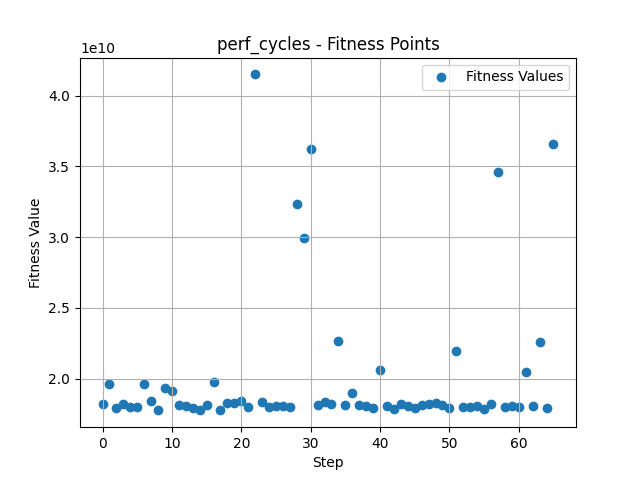 perf_cycles - Fitness Points
1e10
Fitness Values
4.0
3.5
3.0
2.5
2.0
Fitness Value
0 10 20 30 40 50 60
Step